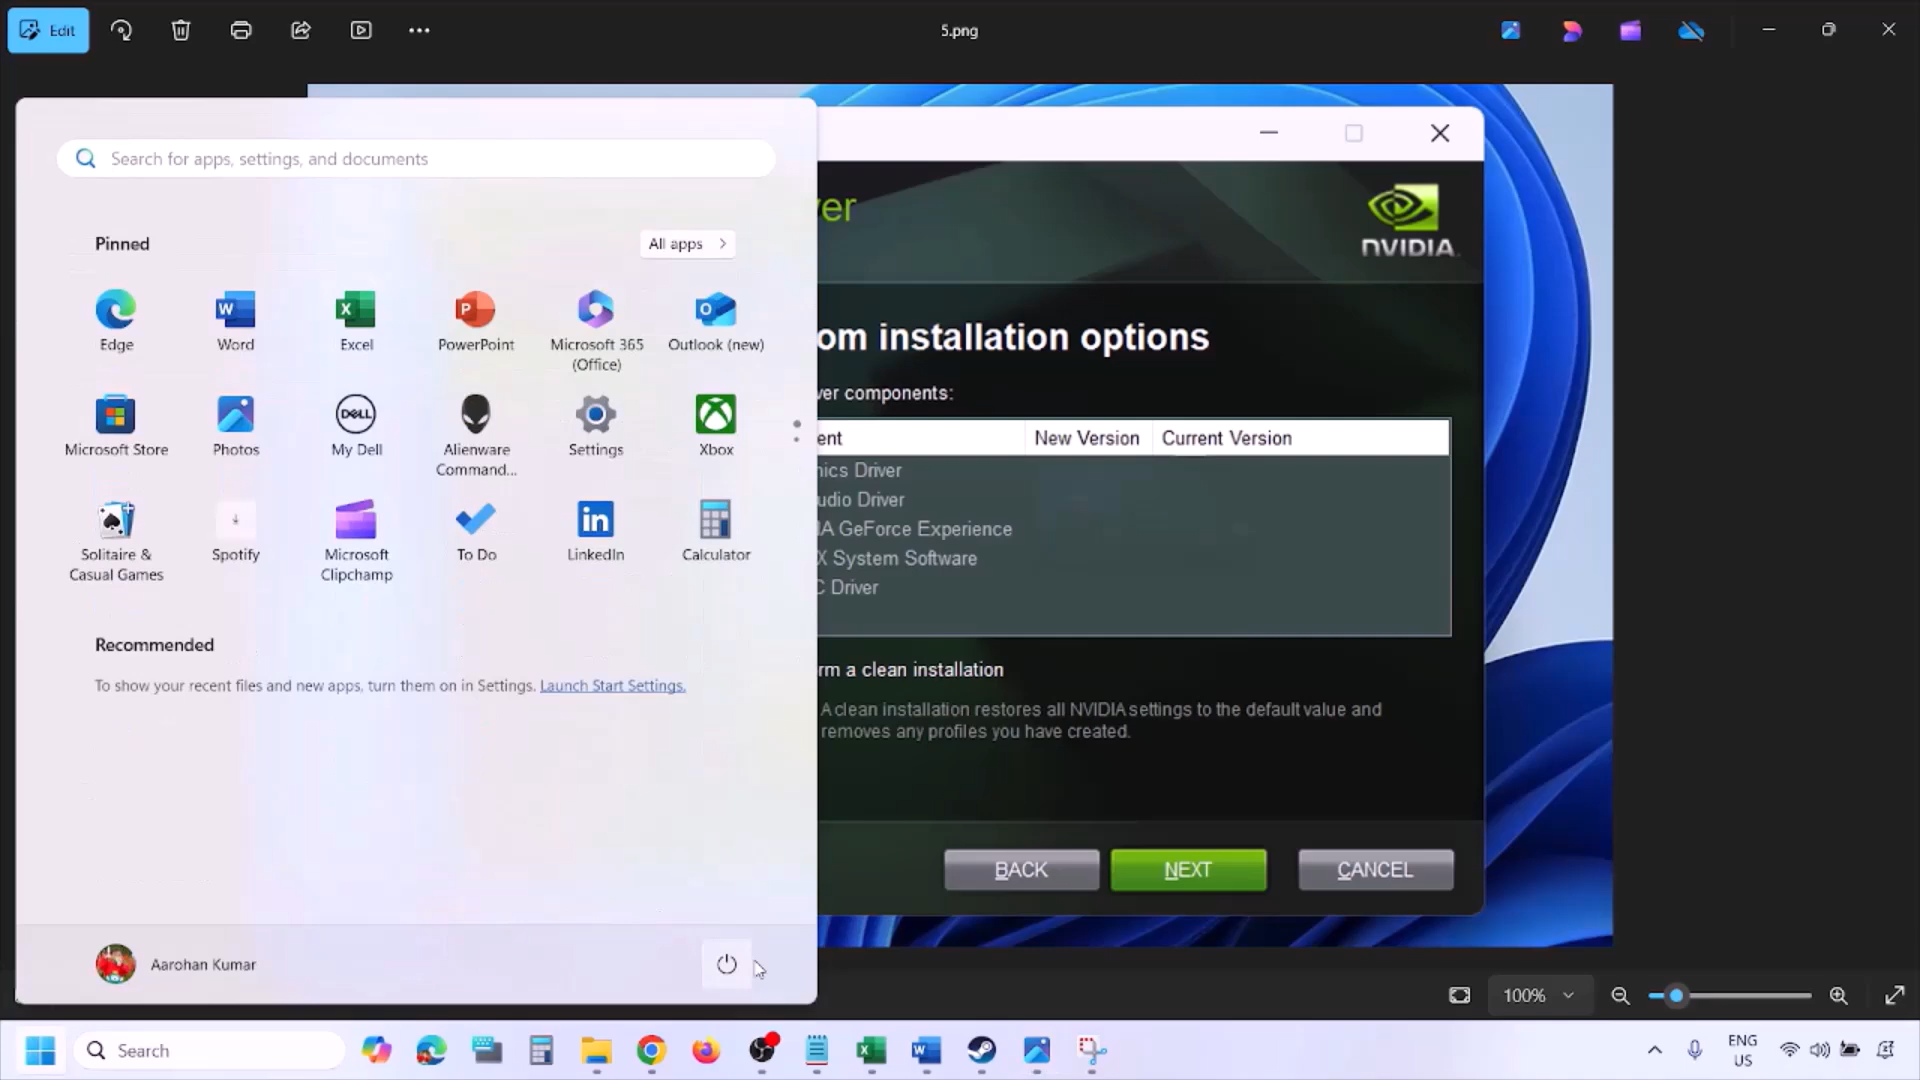 Edit
5.png
Search for apps, settings, and documents
Pinned
All apps
Edge
Word
Excel
PowerPoint
Microsoft 365
(Office)
Outlook (new)
Microsoft Store
Photos
My Dell
Alienware
Command...
Settings
Xbox
Solitaire &
Casual Games
Spotify
Microsoft
Clipchamp
To Do
LinkedIn
Calculator
Recommended
To show your recent files and new apps, turn them on in Settings. Launch Start Settings.
Aarohan Kumar
ver
NVIDIA
om installation options
ver components:
ent
New Version
Current Version
nics Driver
udio Driver
IA GeForce Experience
X System Software
C Driver
rm a clean installation
A clean installation restores all NVIDIA settings to the default value and
removes any profiles you have created.
BACK
NEXT
CANCEL
100%
Search
ENG
US